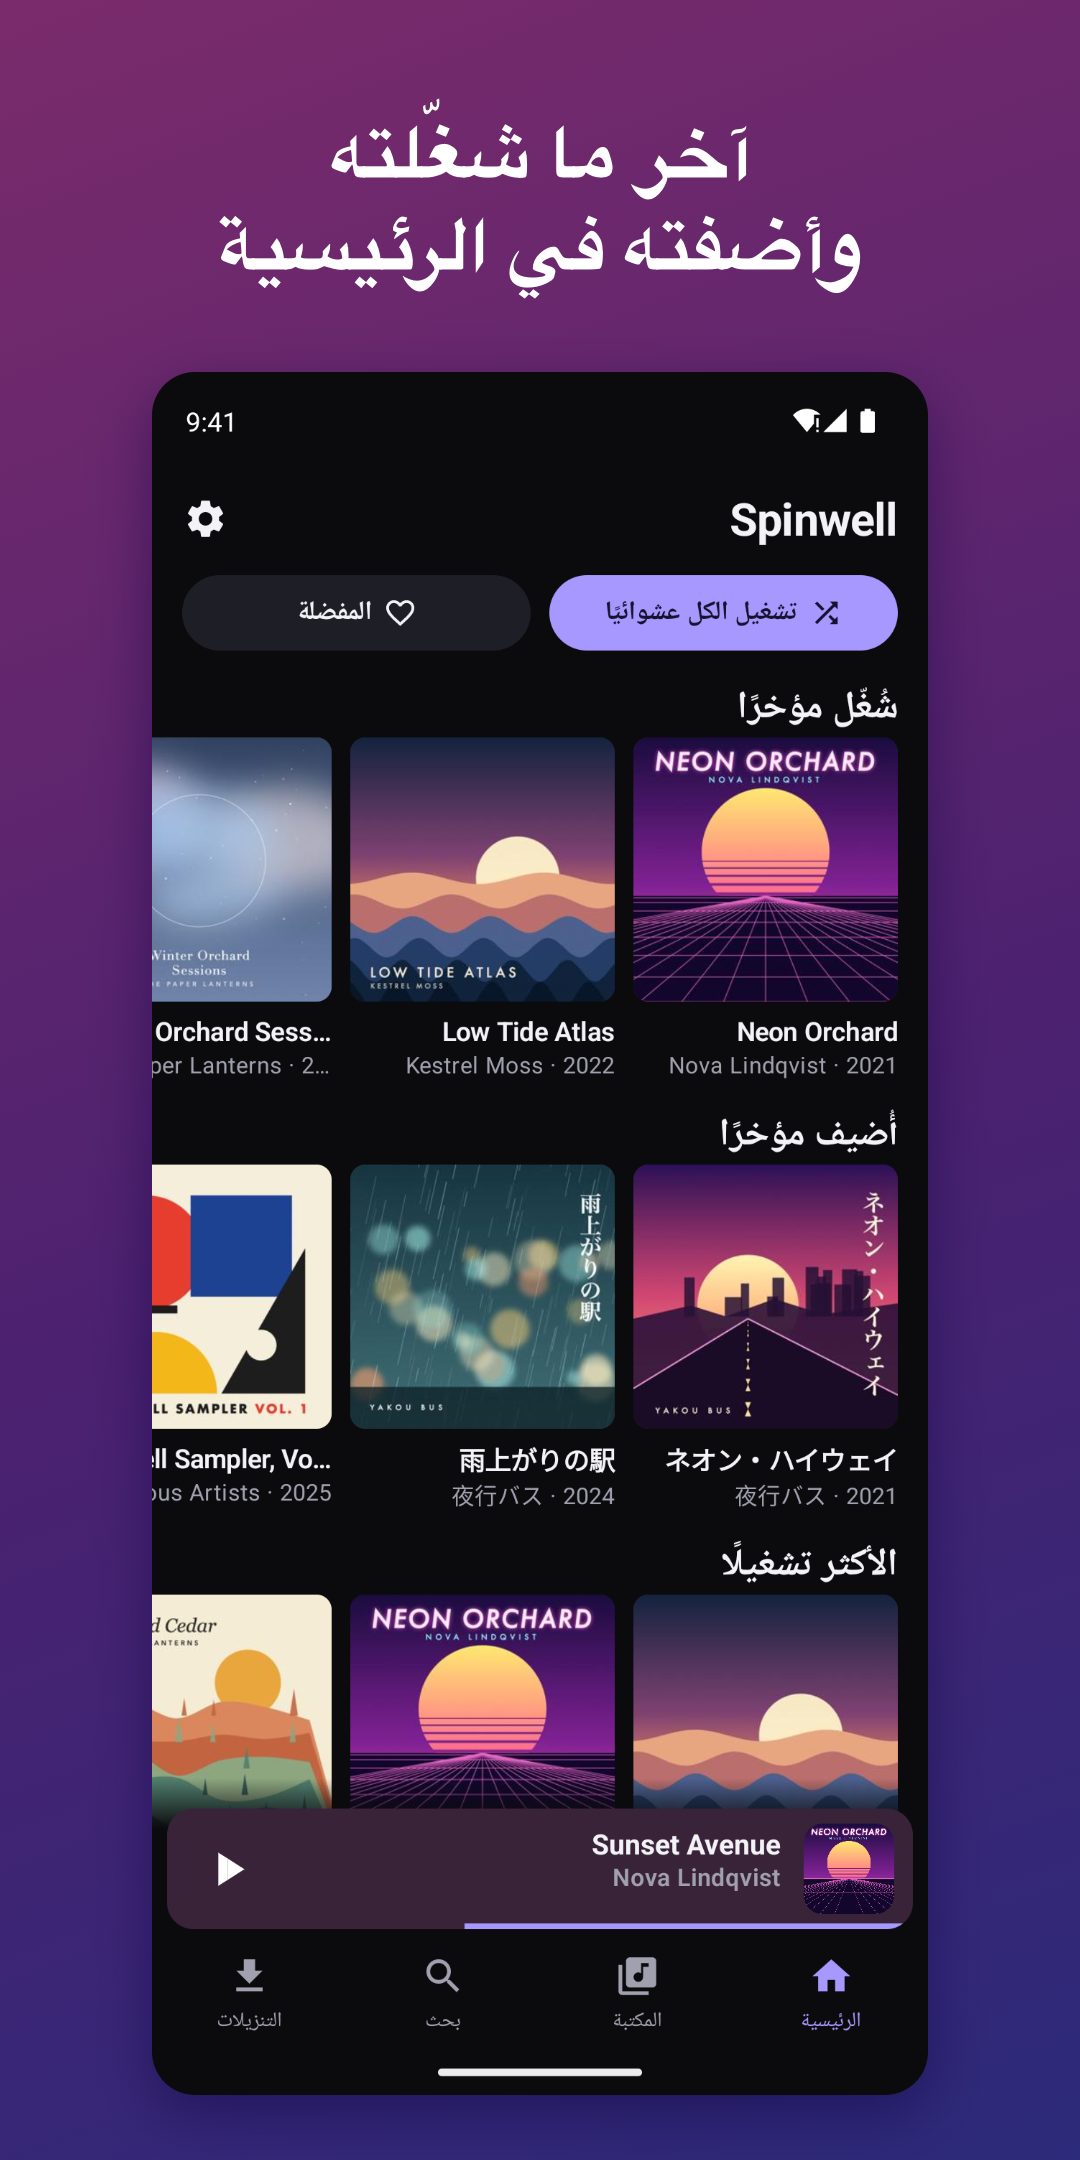 آخر ما شغّلته
وأضفته في الرئيسية
9:41
Spinwell
تشغيل الكل عشوائيًا
المفضلة
شُغّل مؤخرًا
NEON ORCHARD
NOVA LINDQVIST
LOW TIDE ATLAS
KESTREL MOSS
Winter Orchard
Sessions
PAPER LANTERNS
Neon Orchard
Nova Lindqvist · 2021
Low Tide Atlas
Kestrel Moss · 2022
Orchard Sess...
per Lanterns · 2...
أُضيف مؤخرًا
ネオン・ハイウェイ
YAKOU BUS
雨上がりの駅
YAKOU BUS
LL SAMPLER VOL. 1
ネオン・ハイウェイ
夜行バス · 2021
雨上がりの駅
夜行バス · 2024
ell Sampler, Vo...
ous Artists · 2025
الأكثر تشغيلًا
NEON ORCHARD
NOVA LINDQVIST
d Cedar
ANTERNS
NEON ORCHARD
Sunset Avenue
Nova Lindqvist
الرئيسية
المكتبة
بحث
التنزيلات